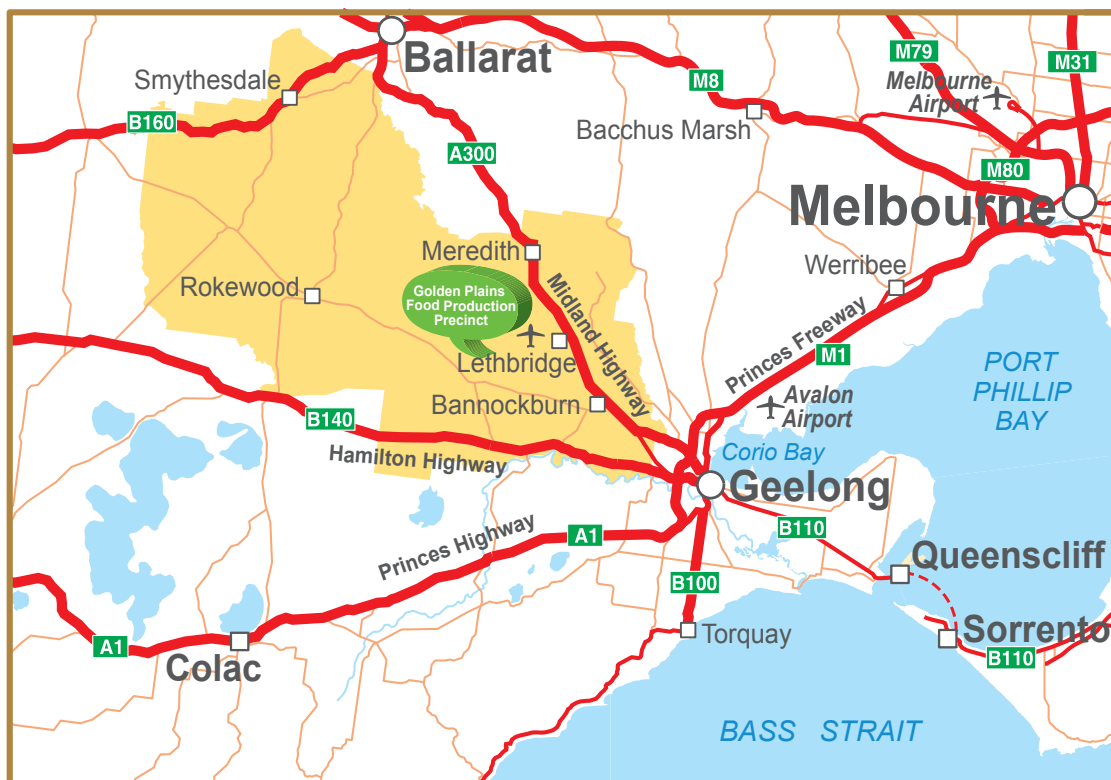 Ballarat
M79
M31
Melbourne
Airport
Smythesdale
M8
B160
Bacchus Marsh
A300
M80
Melbourne
Meredith
Werribee
Rokewood
Golden Plains
Food Production
Precinct
Midland Highway
Lethbridge
Princes Freeway
M1
PORT
PHILLIP
BAY
Bannockburn
Avalon
Airport
B140
Hamilton Highway
Corio Bay
Geelong
Princes Highway
A1
B110
Queenscliff
B100
A1
Colac
Torquay
Sorrento
B110
BASS STRAIT